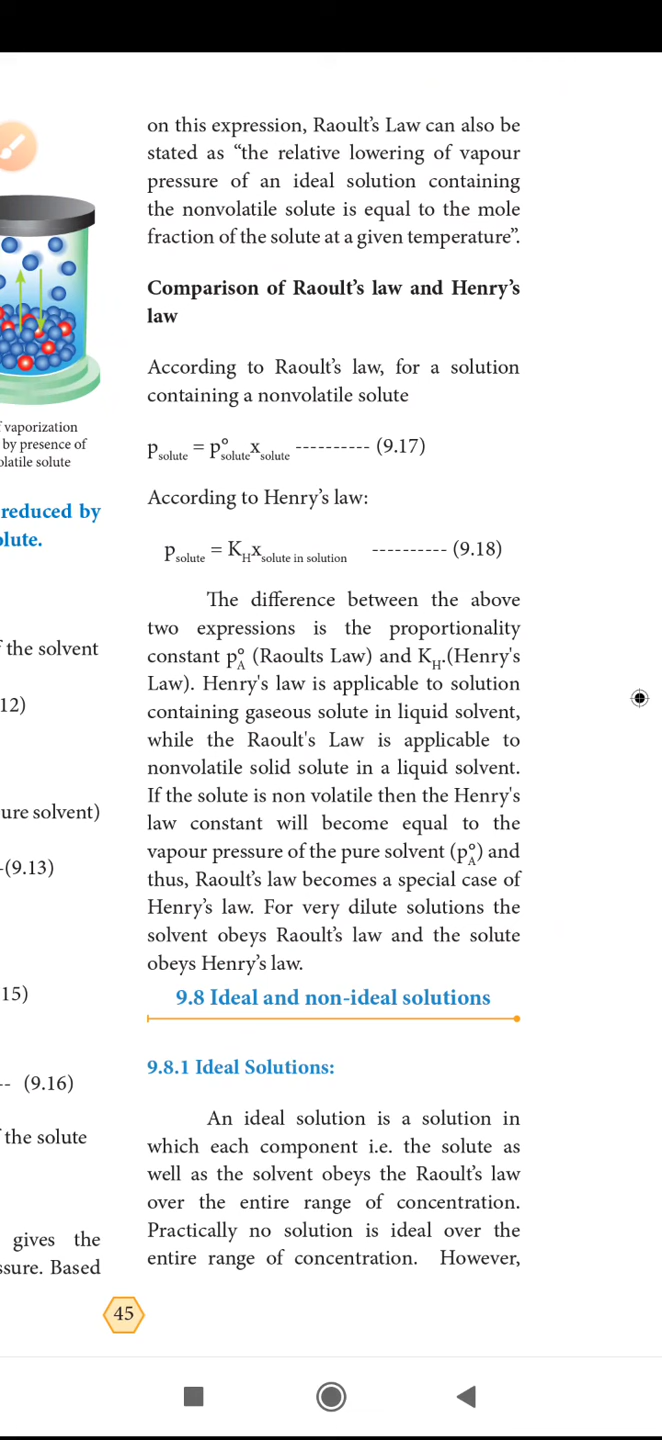 f vaporization
by presence of
olatile solute
reduced by
olute.
f the solvent
12)
ure solvent)
-(9.13)
15)
-- (9.16)
f the solute
gives the
ssure. Based
on this expression, Raoult's Law can also be
stated as “the relative lowering of vapour
pressure of an ideal solution containing
the nonvolatile solute is equal to the mole
fraction of the solute at a given temperature”.
Comparison of Raoult's law and Henry's
law
According to Raoult's law, for a solution
containing a nonvolatile solute
p_solute = p°_solute x_solute ---------- (9.17)
According to Henry's law:
p_solute = K_H x_solute in solution ---------- (9.18)
The difference between the above
two expressions is the proportionality
constant p°_A (Raoults Law) and K_H.(Henry's
Law). Henry's law is applicable to solution
containing gaseous solute in liquid solvent,
while the Raoult's Law is applicable to
nonvolatile solid solute in a liquid solvent.
If the solute is non volatile then the Henry's
law constant will become equal to the
vapour pressure of the pure solvent (p°_A) and
thus, Raoult's law becomes a special case of
Henry's law. For very dilute solutions the
solvent obeys Raoult's law and the solute
obeys Henry's law.
9.8 Ideal and non-ideal solutions
9.8.1 Ideal Solutions:
An ideal solution is a solution in
which each component i.e. the solute as
well as the solvent obeys the Raoult's law
over the entire range of concentration.
Practically no solution is ideal over the
entire range of concentration. However,
45